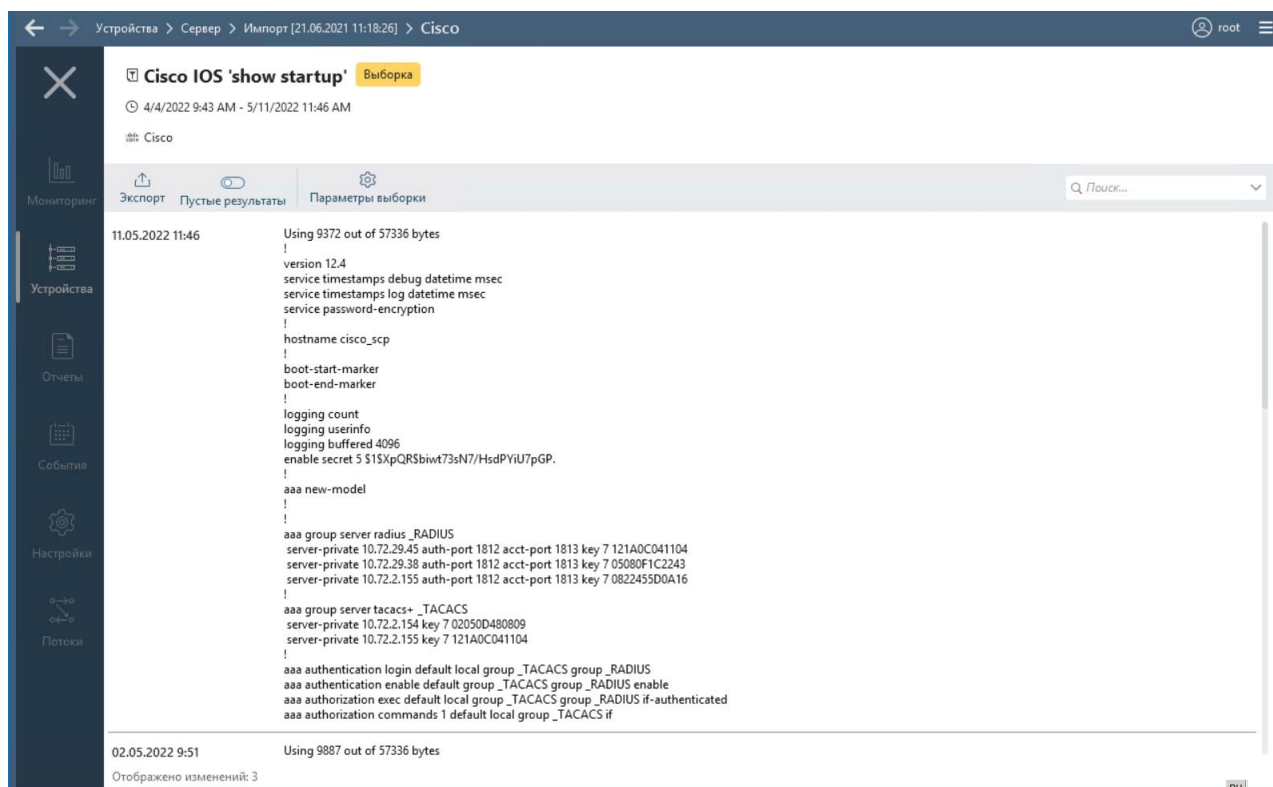 Устройства > Сервер > Импорт [21.06.2021 11:18:26] > Cisco
root
Cisco IOS 'show startup' Выборка
4/4/2022 9:43 AM - 5/11/2022 11:46 AM
Cisco
Экспорт
Пустые результаты
Параметры выборки
Поиск...
Мониторинг
Устройства
Отчеты
События
Настройки
Потоки
11.05.2022 11:46
Using 9372 out of 57336 bytes
!
version 12.4
service timestamps debug datetime msec
service timestamps log datetime msec
service password-encryption
!
hostname cisco_scp
!
boot-start-marker
boot-end-marker
!
logging count
logging userinfo
logging buffered 4096
enable secret 5 $1$XpQR$biwt73sN7/HsdPYiU7pGP.
!
aaa new-model
!
!
aaa group server radius _RADIUS
server-private 10.72.29.45 auth-port 1812 acct-port 1813 key 7 121A0C041104
server-private 10.72.29.38 auth-port 1812 acct-port 1813 key 7 05080F1C2243
server-private 10.72.2.155 auth-port 1812 acct-port 1813 key 7 0822455D0A16
!
aaa group server tacacs+ _TACACS
server-private 10.72.2.154 key 7 02050D480809
server-private 10.72.2.155 key 7 121A0C041104
!
aaa authentication login default local group _TACACS group _RADIUS
aaa authentication enable default group _TACACS group _RADIUS enable
aaa authorization exec default local group _TACACS group _RADIUS if-authenticated
aaa authorization commands 1 default local group _TACACS if
02.05.2022 9:51
Using 9887 out of 57336 bytes
Отображено изменений: 3